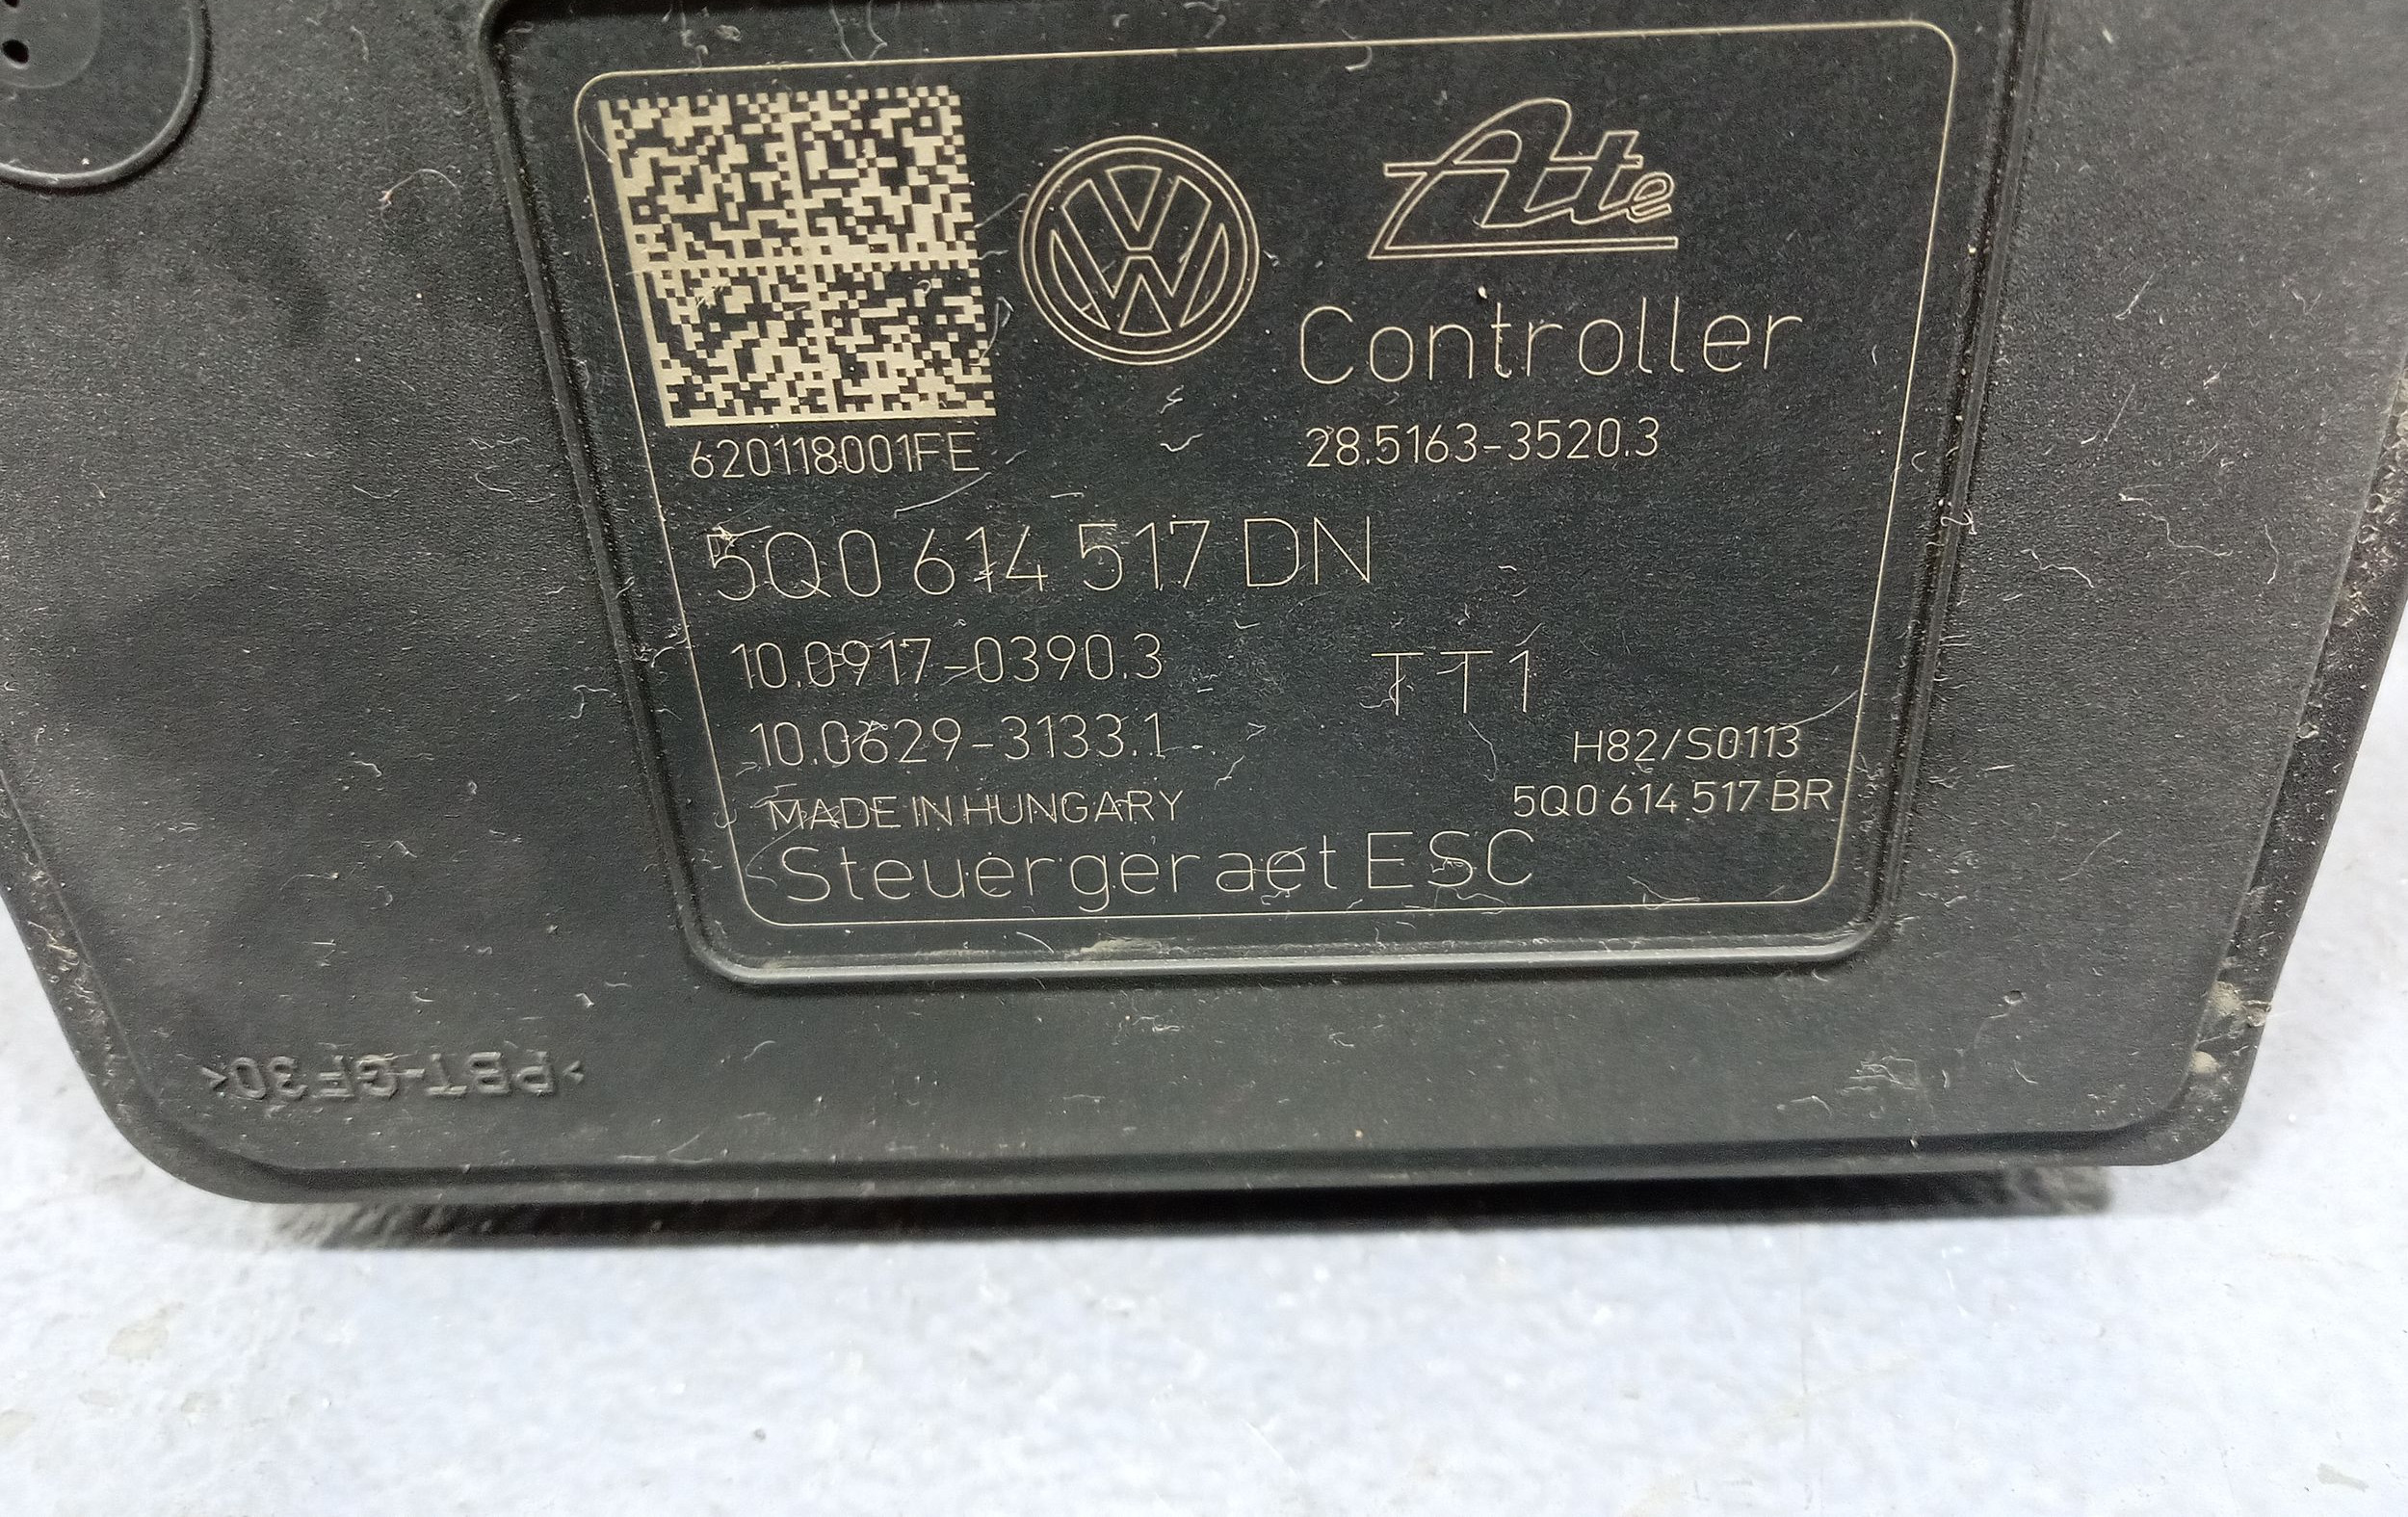 Ate
Controller
620118001FE
28.5163-3520.3
5Q0 614 517 DN
10.0917-0390.3
TT1
10.0629-3133.1
H82/S0113
MADE IN HUNGARY
5Q0 614 517 BR
Steuergeraet ESC
>PBT-GF30<